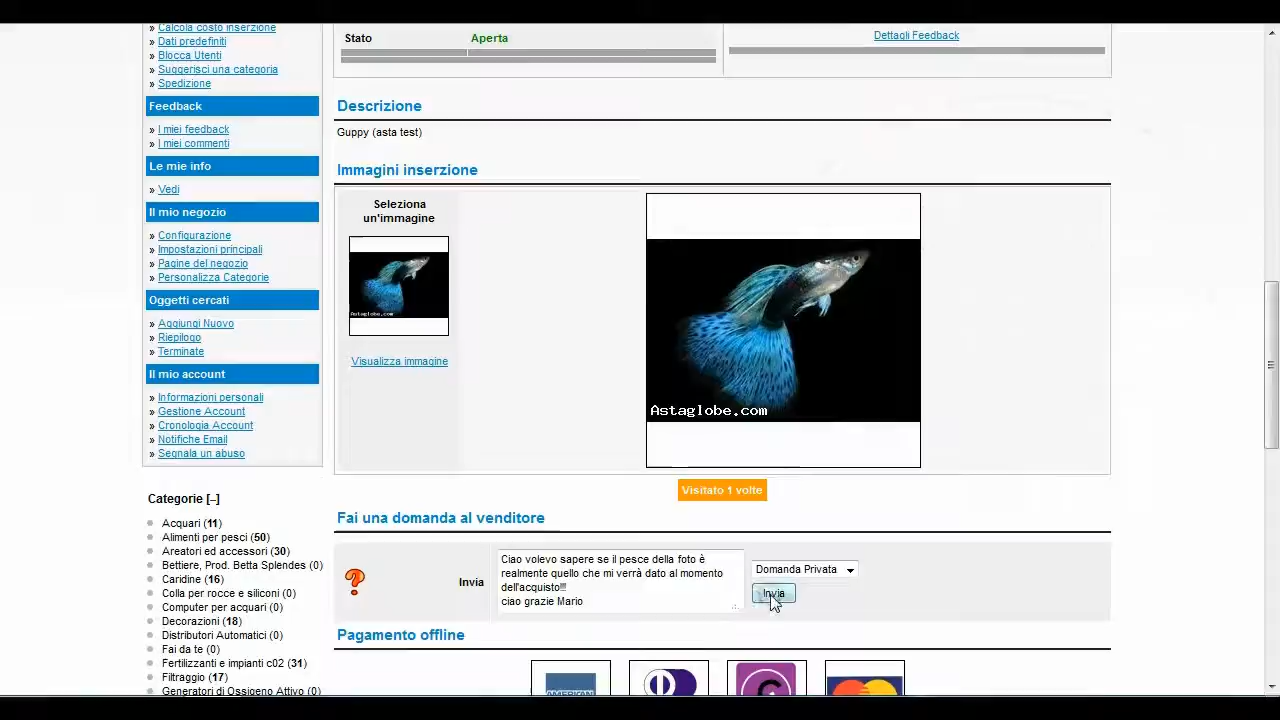 » Calcola costo inserzione
» Dati predefiniti
» Blocca Utenti
» Suggerisci una categoria
» Spedizione
Feedback
» I miei feedback
» I miei commenti
Le mie info
» Vedi
Il mio negozio
» Configurazione
» Impostazioni principali
» Pagine del negozio
» Personalizza Categorie
Oggetti cercati
» Aggiungi Nuovo
» Riepilogo
» Terminate
Il mio account
» Informazioni personali
» Gestione Account
» Cronologia Account
» Notifiche Email
» Segnala un abuso
Categorie [–]
Acquari (11)
Alimenti per pesci (50)
Areatori ed accessori (30)
Bettiere, Prod. Betta Splendes (0)
Caridine (16)
Colla per rocce e siliconi (0)
Computer per acquari (0)
Decorazioni (18)
Distributori Automatici (0)
Fai da te (0)
Fertilizzanti e impianti c02 (31)
Filtraggio (17)
Generatori di Ossigeno Attivo (0)
Stato Aperta
Dettagli Feedback
Descrizione
Guppy (asta test)
Immagini inserzione
Seleziona
un'immagine
Astaglobe.com
Visualizza immagine
Astaglobe.com
Visitato 1 volte
Fai una domanda al venditore
Invia
Ciao volevo sapere se il pesce della foto è
realmente quello che mi verrà dato al momento
dell'acquisto!!!
ciao grazie Mario
Domanda Privata
Invia
Pagamento offline
AMERICAN